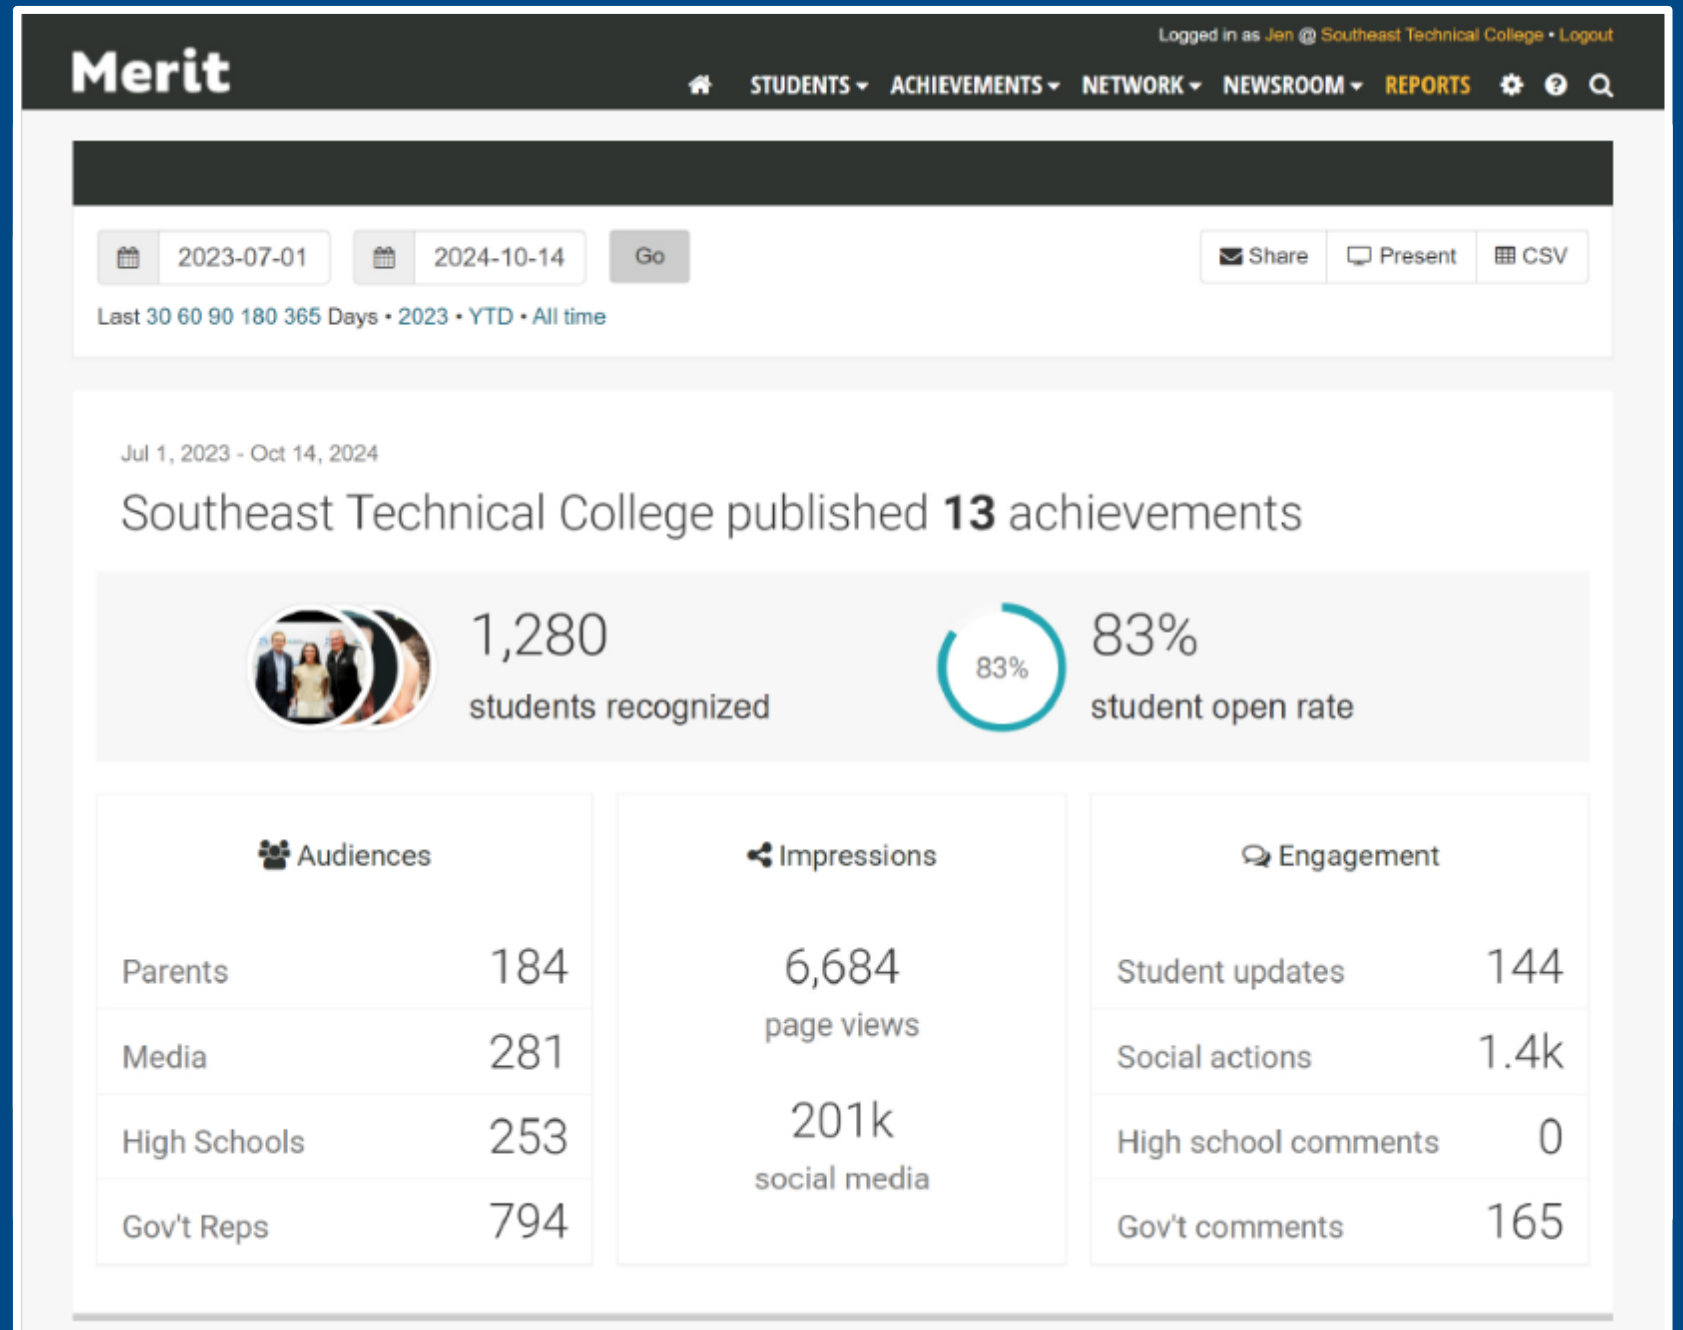 Logged in as Jen @ Southeast Technical College • Logout
Merit
STUDENTS ACHIEVEMENTS NETWORK NEWSROOM REPORTS
2023-07-01 2024-10-14 Go Share Present CSV
Last 30 60 90 180 365 Days • 2023 • YTD • All time
Jul 1, 2023 - Oct 14, 2024
Southeast Technical College published 13 achievements
1,280
students recognized
83%
83%
student open rate
Audiences
Parents 184
Media 281
High Schools 253
Gov't Reps 794
Impressions
6,684
page views
201k
social media
Engagement
Student updates 144
Social actions 1.4k
High school comments 0
Gov't comments 165